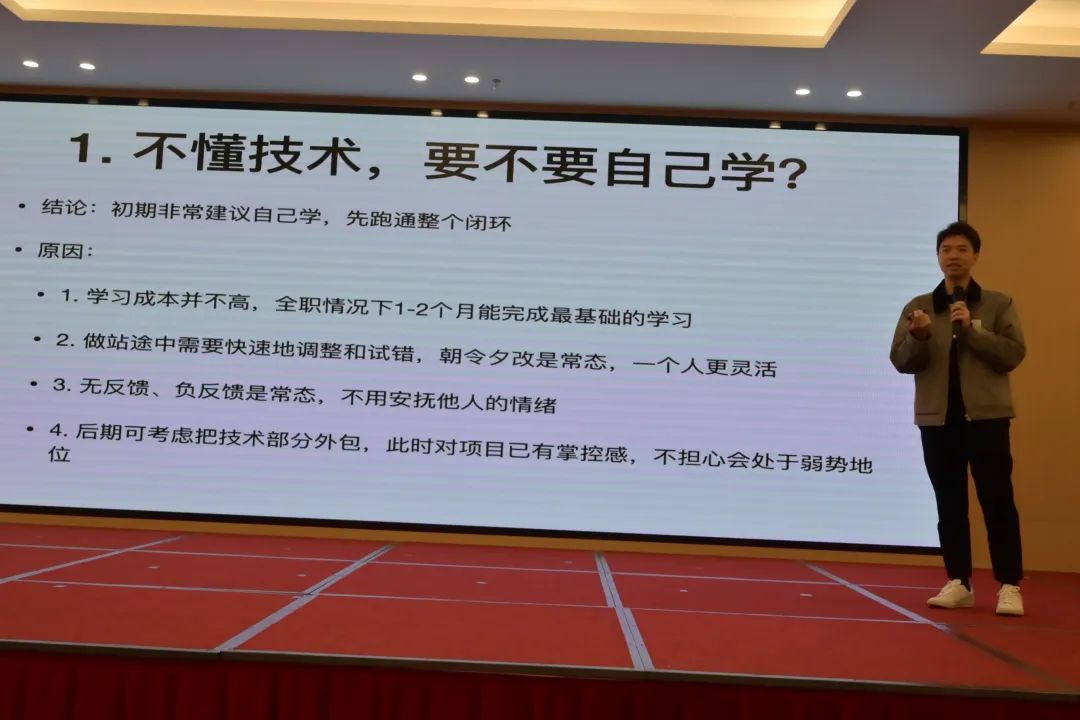 1. 不懂技术，要不要自己学？
• 结论：初期非常建议自己学，先跑通整个闭环
• 原因：
• 1. 学习成本并不高，全职情况下1-2个月能完成最基础的学习
• 2. 做站途中需要快速地调整和试错，朝令夕改是常态，一个人更灵活
• 3. 无反馈、负反馈是常态，不用安抚他人的情绪
• 4. 后期可考虑把技术部分外包，此时对项目已有掌控感，不担心会处于弱势地
位